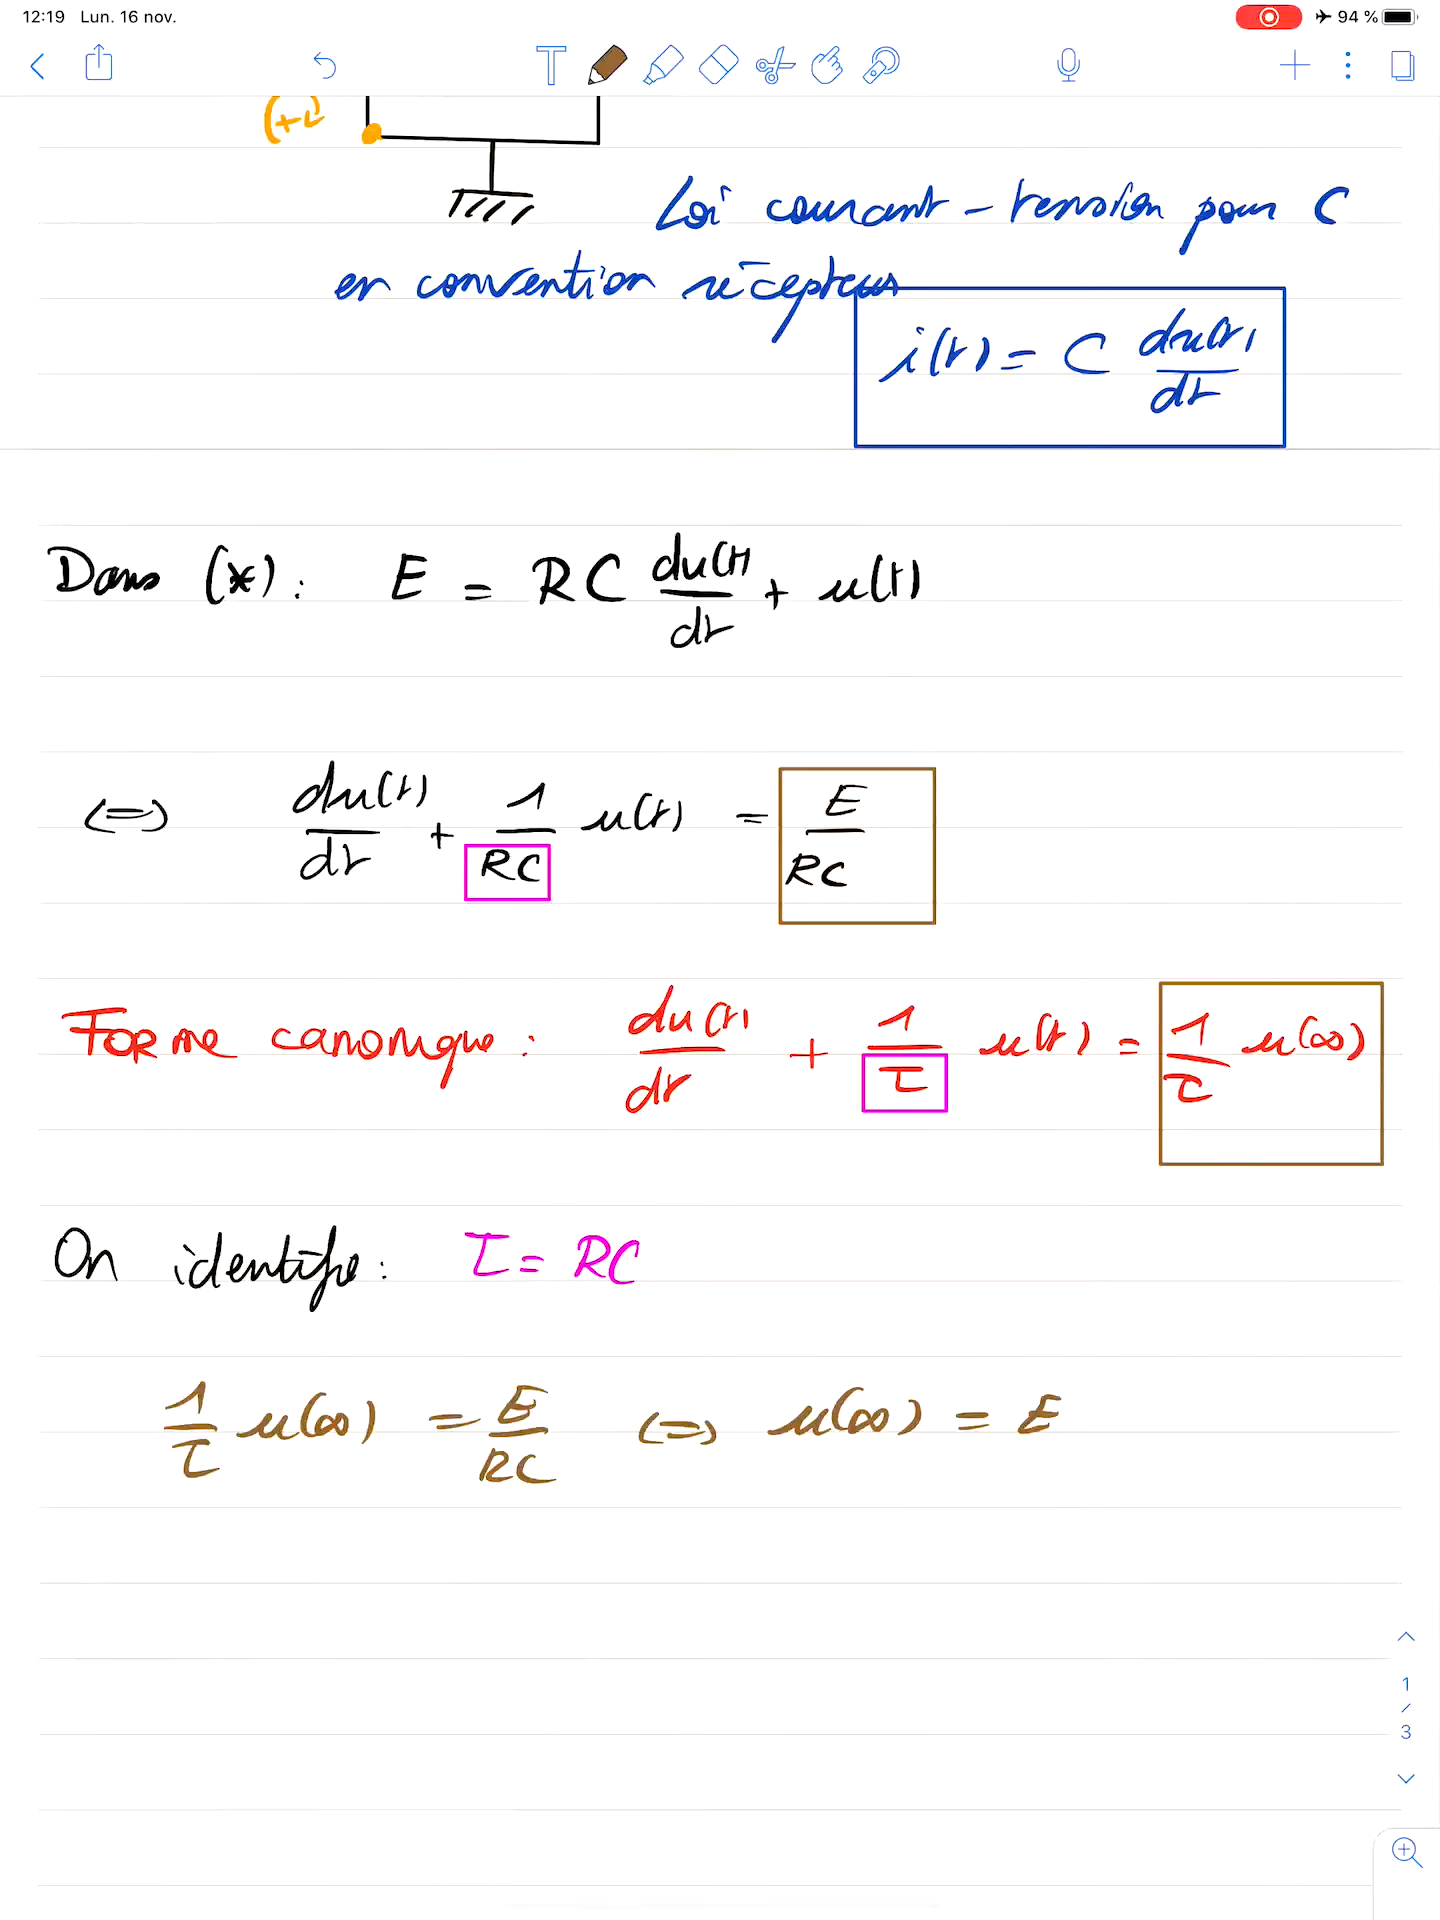 12:19 Lun. 16 nov. 94 %
T
(+
Loi courant-tension pour C
en convention récepteur
i(t) = C du(t)/dt
Dans (*): E = RC du(t)/dt + u(t)
(=) du(t)/dt + 1/RC u(t) = E/RC
Forme canonique: du(t)/dt + 1/τ u(t) = 1/τ u(∞)
On identifie: τ = RC
1/τ u(∞) = E/RC (=) u(∞) = E
1
/
3